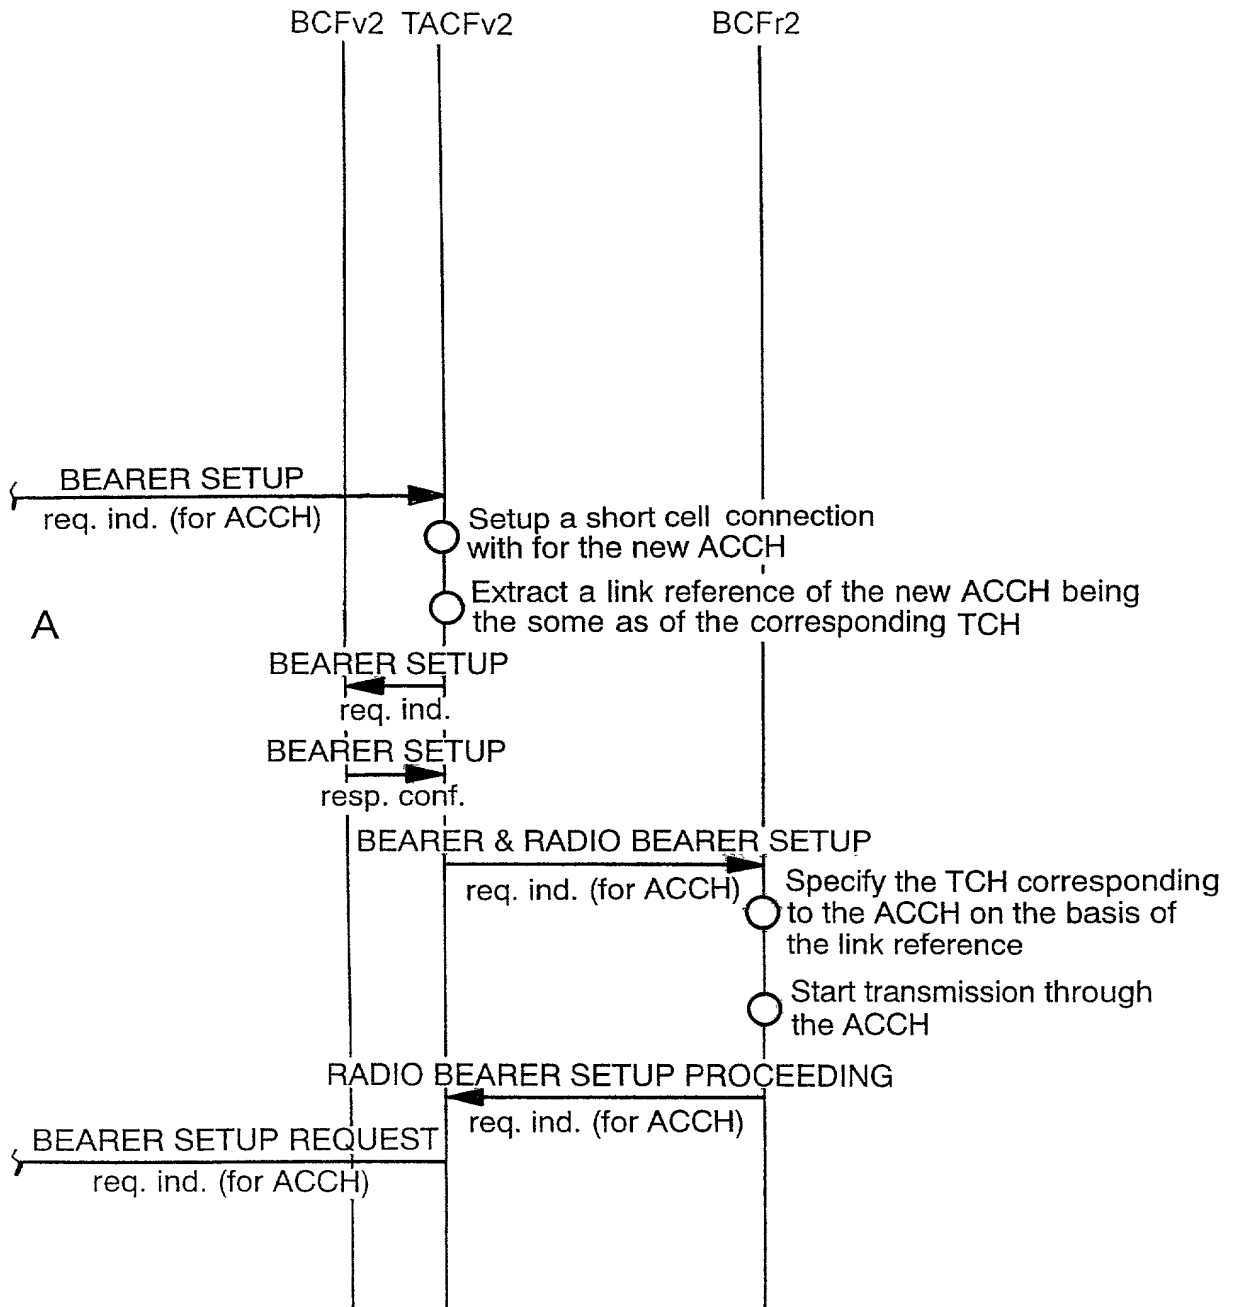 BCFv2 TACFv2 BCFr2
BEARER SETUP
req. ind. (for ACCH)
Setup a short cell connection
with for the new ACCH
Extract a link reference of the new ACCH being
the some as of the corresponding TCH
A
BEARER SETUP
req. ind.
BEARER SETUP
resp. conf.
BEARER & RADIO BEARER SETUP
req. ind. (for ACCH)
Specify the TCH corresponding
to the ACCH on the basis of
the link reference
Start transmission through
the ACCH
RADIO BEARER SETUP PROCEEDING
req. ind. (for ACCH)
BEARER SETUP REQUEST
req. ind. (for ACCH)